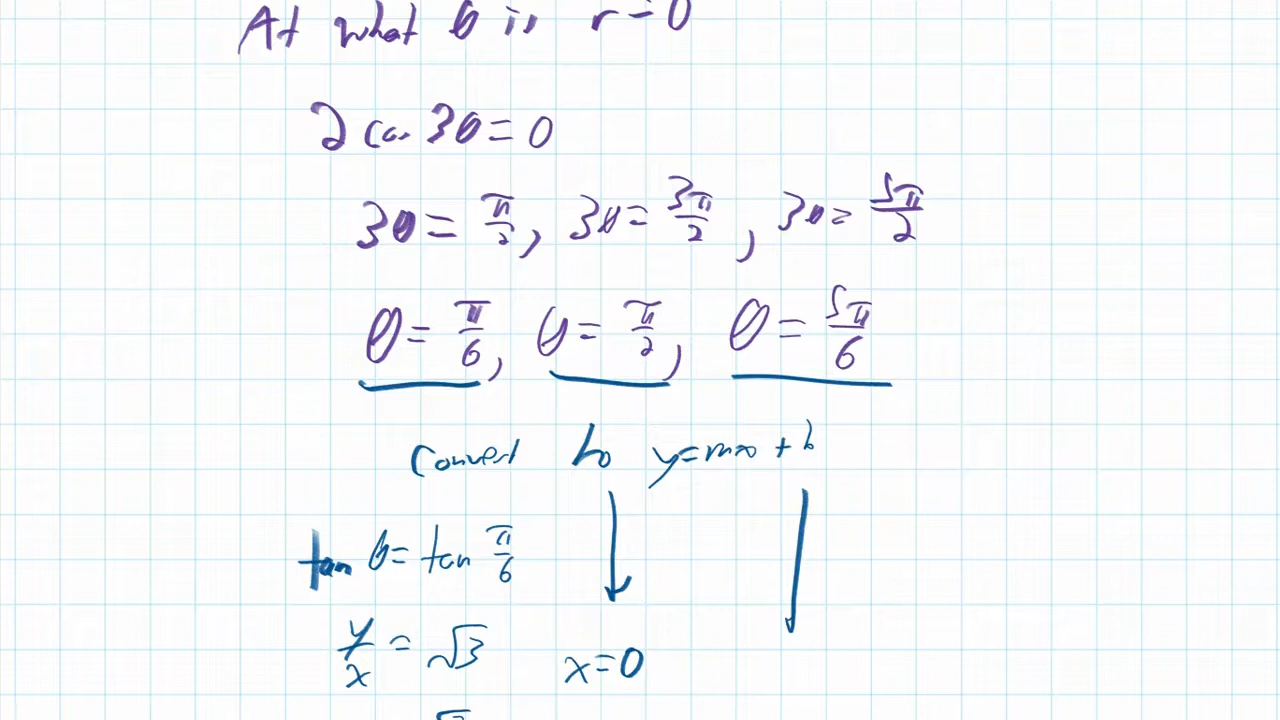 At what θ is r = 0
2 cos 3θ = 0
3θ = π/2, 3θ = 3π/2, 3θ = 5π/2
θ = π/6, θ = π/2, θ = 5π/6
Convert to y=mx + b
tan θ = tan π/6
y/x = √3 x=0